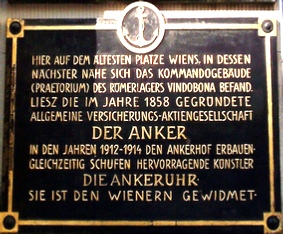 HIER AUF DEM ÄLTESTEN PLATZE WIENS, IN DESSEN
NÄCHSTER NÄHE SICH DAS KOMMANDOGEBÄUDE
(PRAETORIUM) DES RÖMERLAGERS VINDOBONA BEFAND,
LIESZ DIE IM JAHRE 1858 GEGRÜNDETE
ALLGEMEINE VERSICHERUNGS-AKTIENGESELLSCHAFT
DER ANKER
IN DEN JAHREN 1912-1914 DEN ANKERHOF ERBAUEN·
GLEICHZEITIG SCHUFEN HERVORRAGENDE KÜNSTLER
DIE ANKERUHR·
SIE IST DEN WIENERN GEWIDMET·